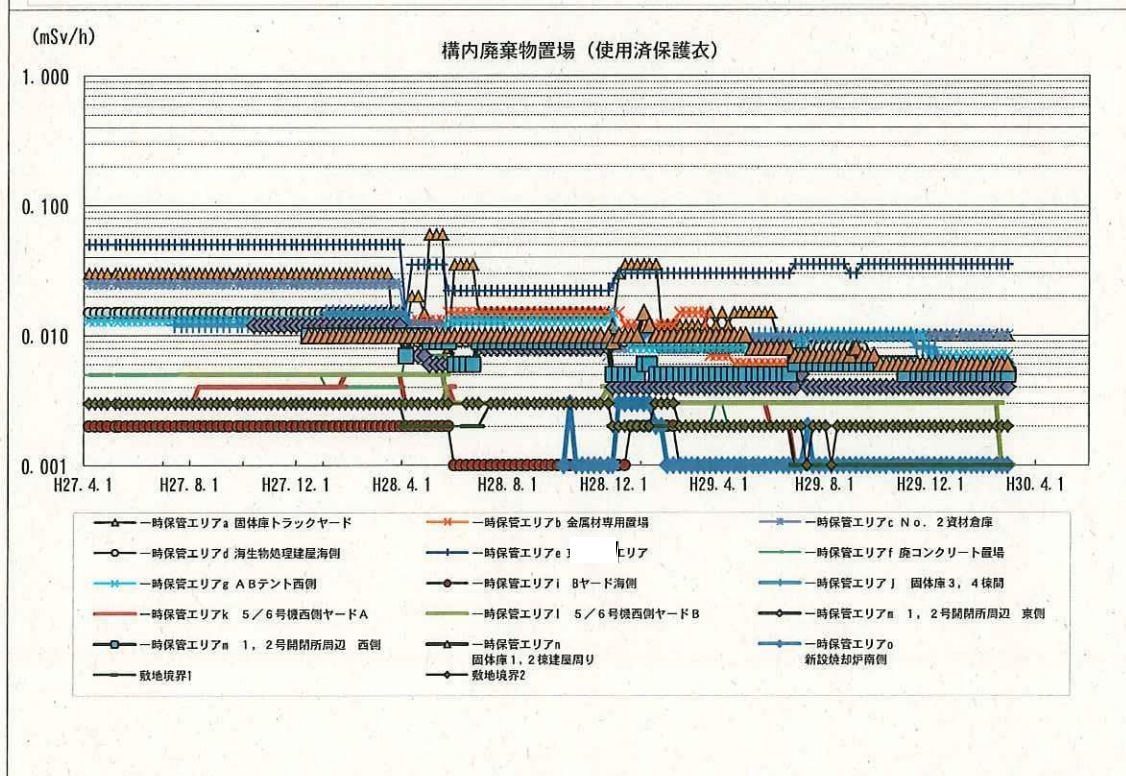 (mSv/h)
構内廃棄物置場（使用済保護衣）
1.000
0.100
0.010
0.001
H27.4.1 H27.8.1 H27.12.1 H28.4.1 H28.8.1 H28.12.1 H29.4.1 H29.8.1 H29.12.1 H30.4.1
一時保管エリアa 固体庫トラックヤード 一時保管エリアb 金属材専用置場 一時保管エリアc No．2資材倉庫
一時保管エリアd 海生物処理建屋海側 一時保管エリアe エリア 一時保管エリアf 廃コンクリート置場
一時保管エリアg ABテント西側 一時保管エリアi Bヤード海側 一時保管エリアj 固体庫3，4棟間
一時保管エリアk 5／6号機西側ヤードA 一時保管エリアl 5／6号機西側ヤードB 一時保管エリアm 1，2号開閉所周辺 東側
一時保管エリアm 1，2号開閉所周辺 西側 一時保管エリアn 一時保管エリアo
固体庫1，2棟建屋周り 新設焼却炉南側
敷地境界1 敷地境界2